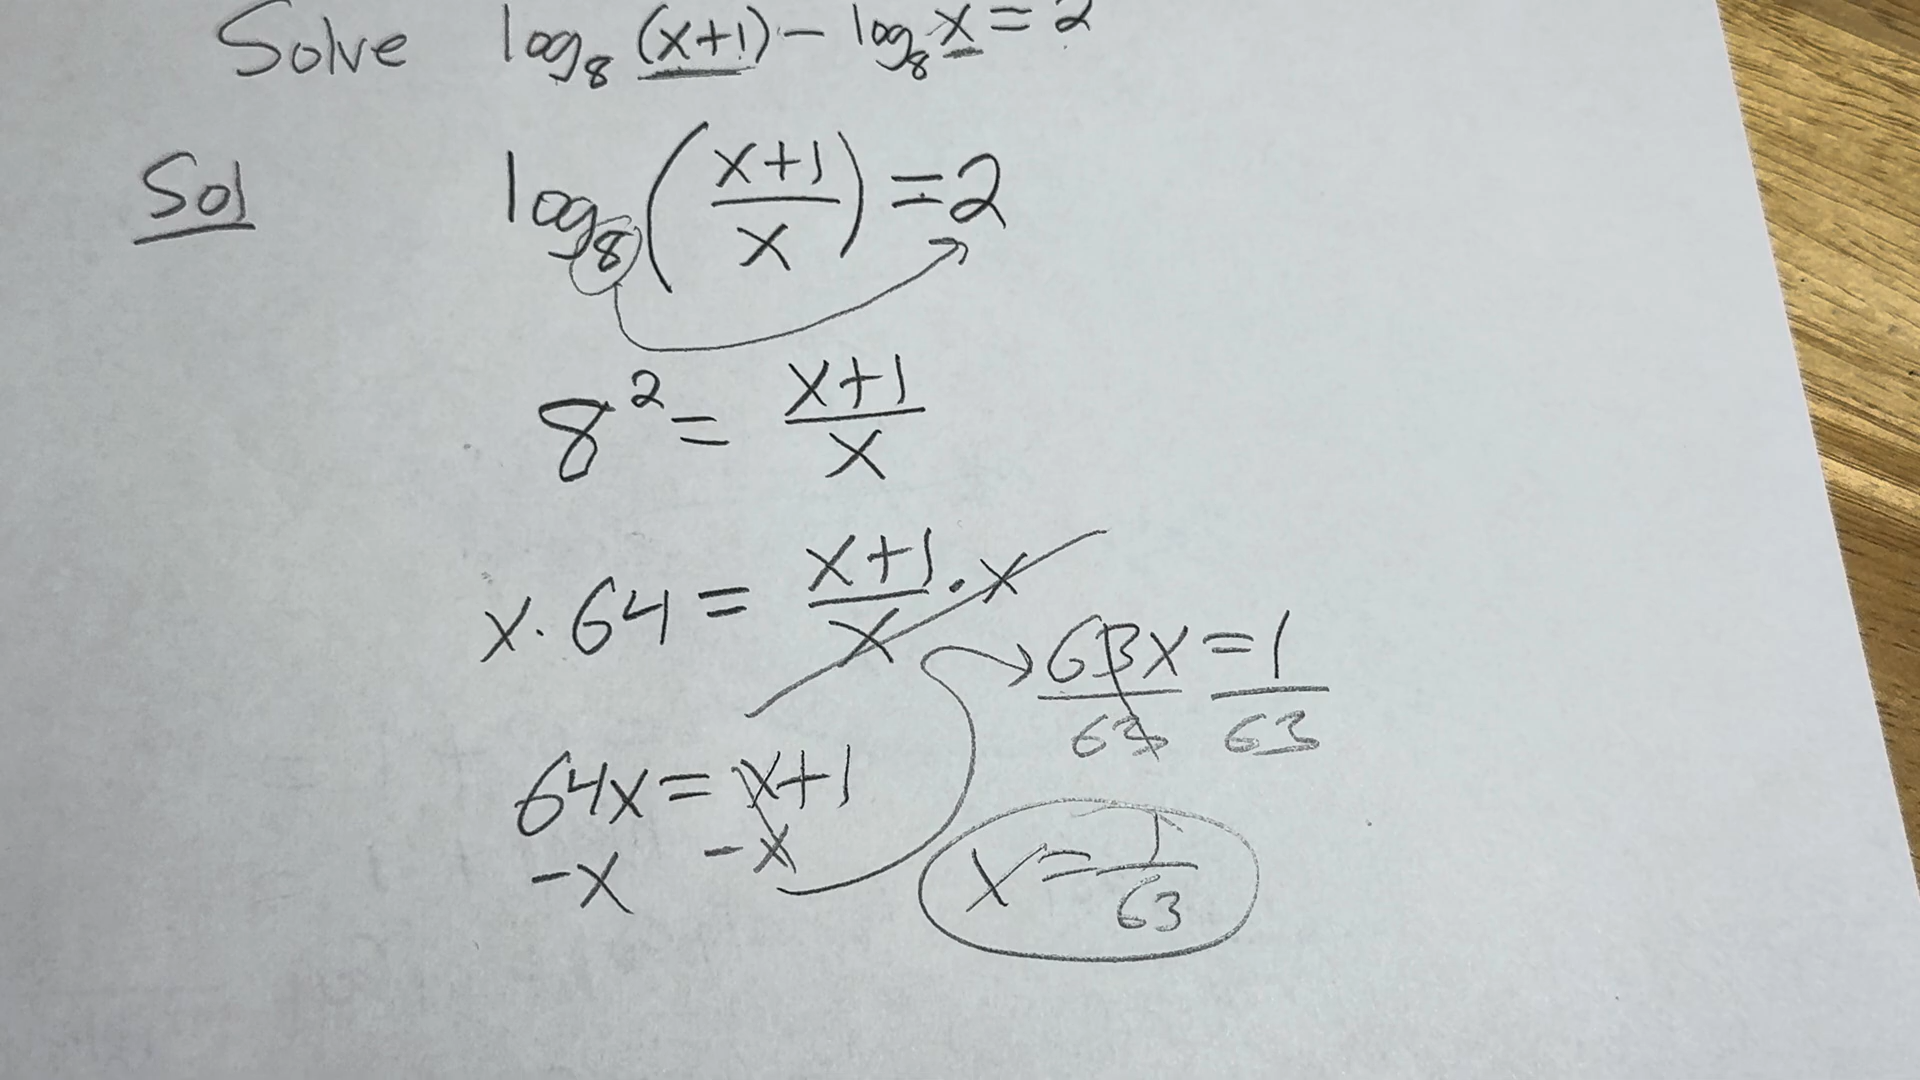 Solve log₈ (x+1) - log₈ x = 2
Sol log₈ ( (x+1)/x ) = 2
8² = (x+1)/x
x · 64 = (x+1)/x · x
64x = x+1
-x -x
63x/63 = 1/63
x = 1/63